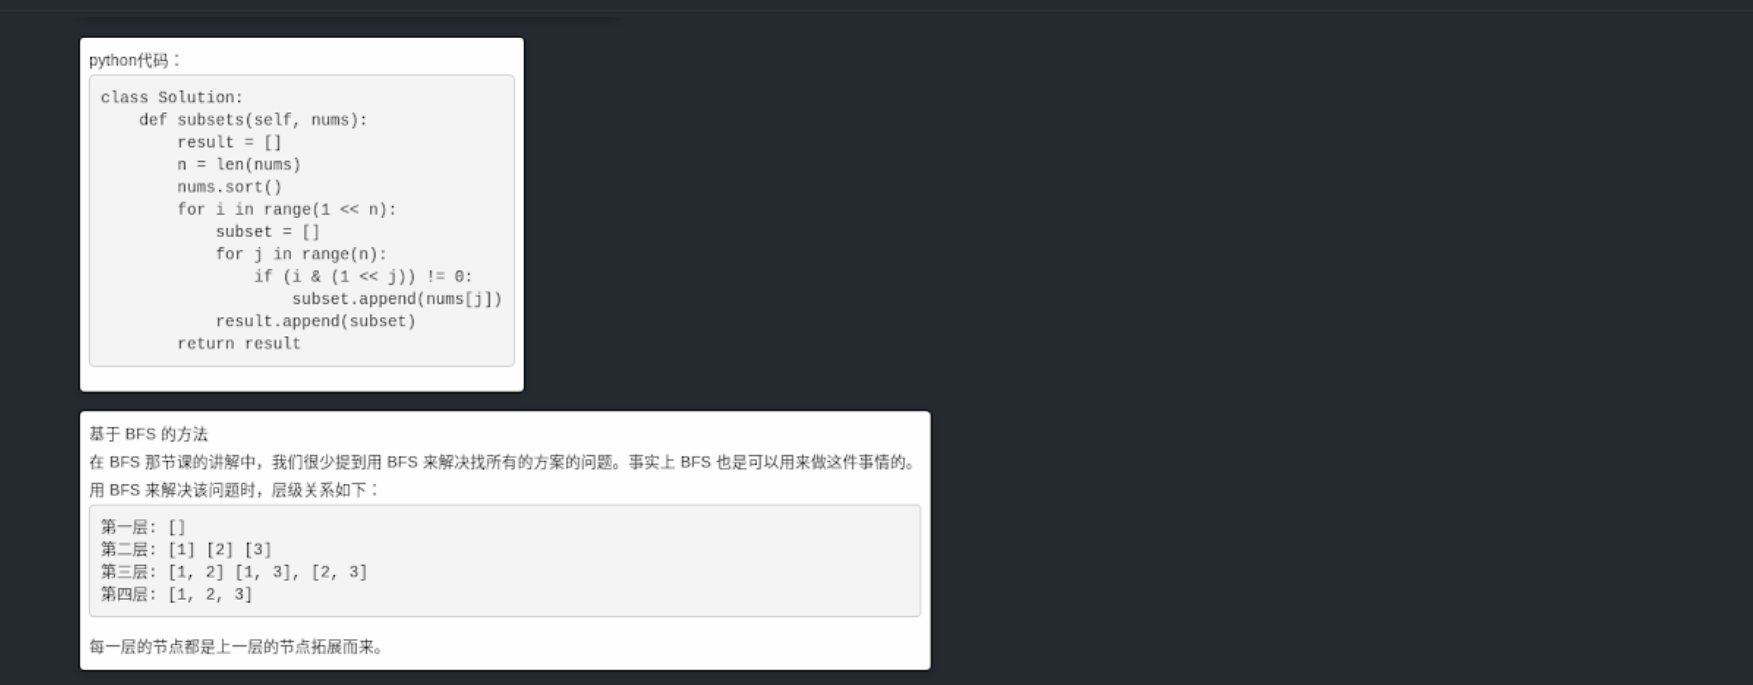 python代码：
class Solution:
    def subsets(self, nums):
        result = []
        n = len(nums)
        nums.sort()
        for i in range(1 << n):
            subset = []
            for j in range(n):
                if (i & (1 << j)) != 0:
                    subset.append(nums[j])
            result.append(subset)
        return result
基于 BFS 的方法
在 BFS 那节课的讲解中，我们很少提到用 BFS 来解决找所有的方案的问题。事实上 BFS 也是可以用来做这件事情的。
用 BFS 来解决该问题时，层级关系如下：
第一层: []
第二层: [1] [2] [3]
第三层: [1, 2] [1, 3], [2, 3]
第四层: [1, 2, 3]
每一层的节点都是上一层的节点拓展而来。